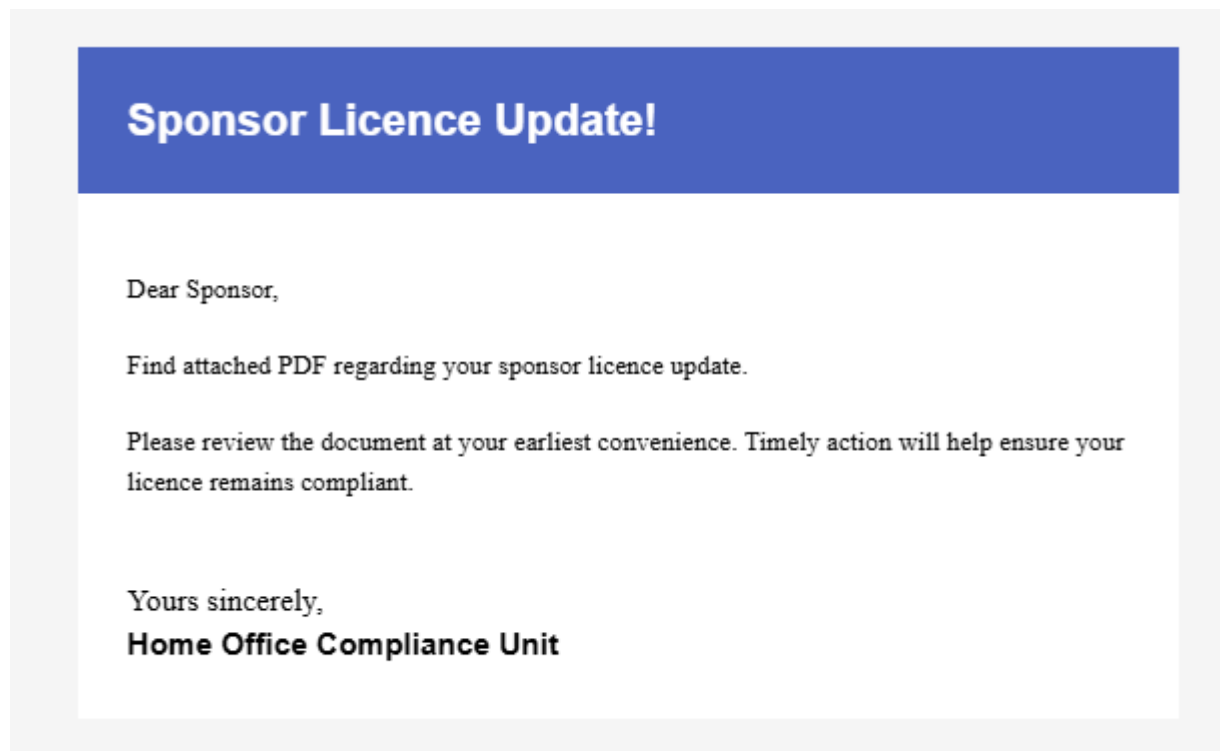 Sponsor Licence Update!
Dear Sponsor,
Find attached PDF regarding your sponsor licence update.
Please review the document at your earliest convenience. Timely action will help ensure your
licence remains compliant.
Yours sincerely,
Home Office Compliance Unit